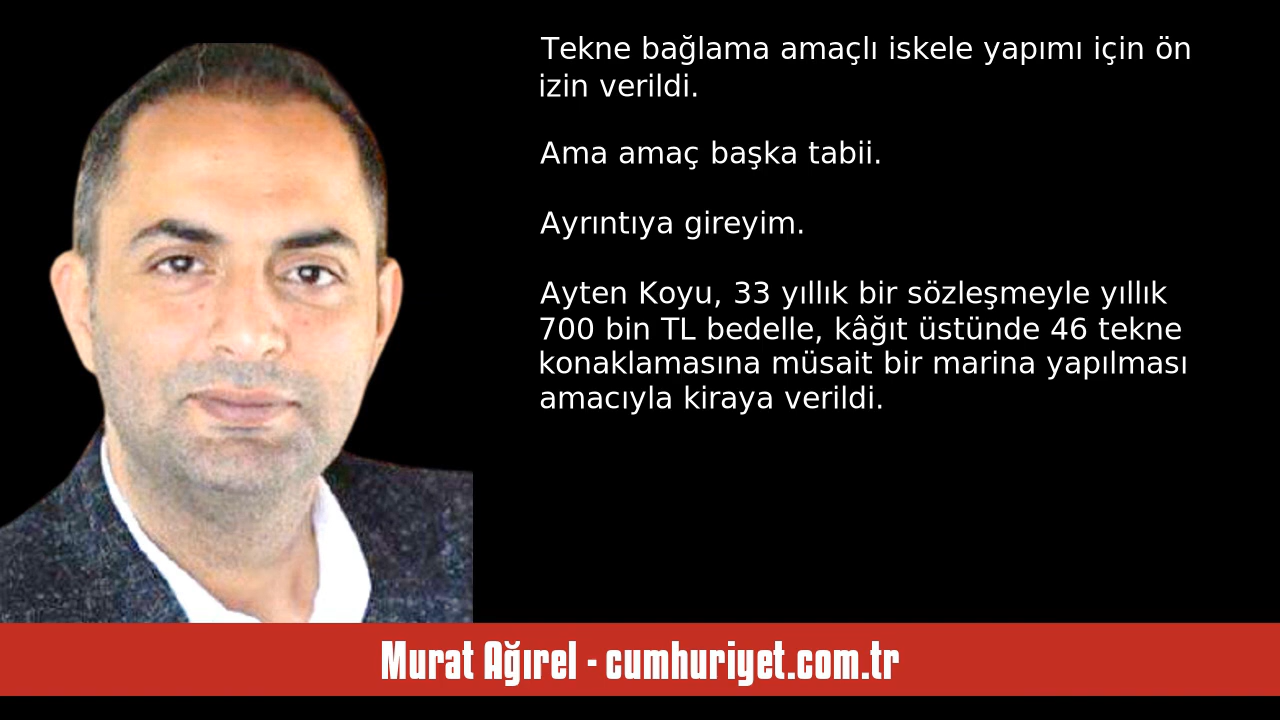 Tekne bağlama amaçlı iskele yapımı için ön
izin verildi.
Ama amaç başka tabii.
Ayrıntıya gireyim.
Ayten Koyu, 33 yıllık bir sözleşmeyle yıllık
700 bin TL bedelle, kâğıt üstünde 46 tekne
konaklamasına müsait bir marina yapılması
amacıyla kiraya verildi.
Murat Ağırel - cumhuriyet.com.tr